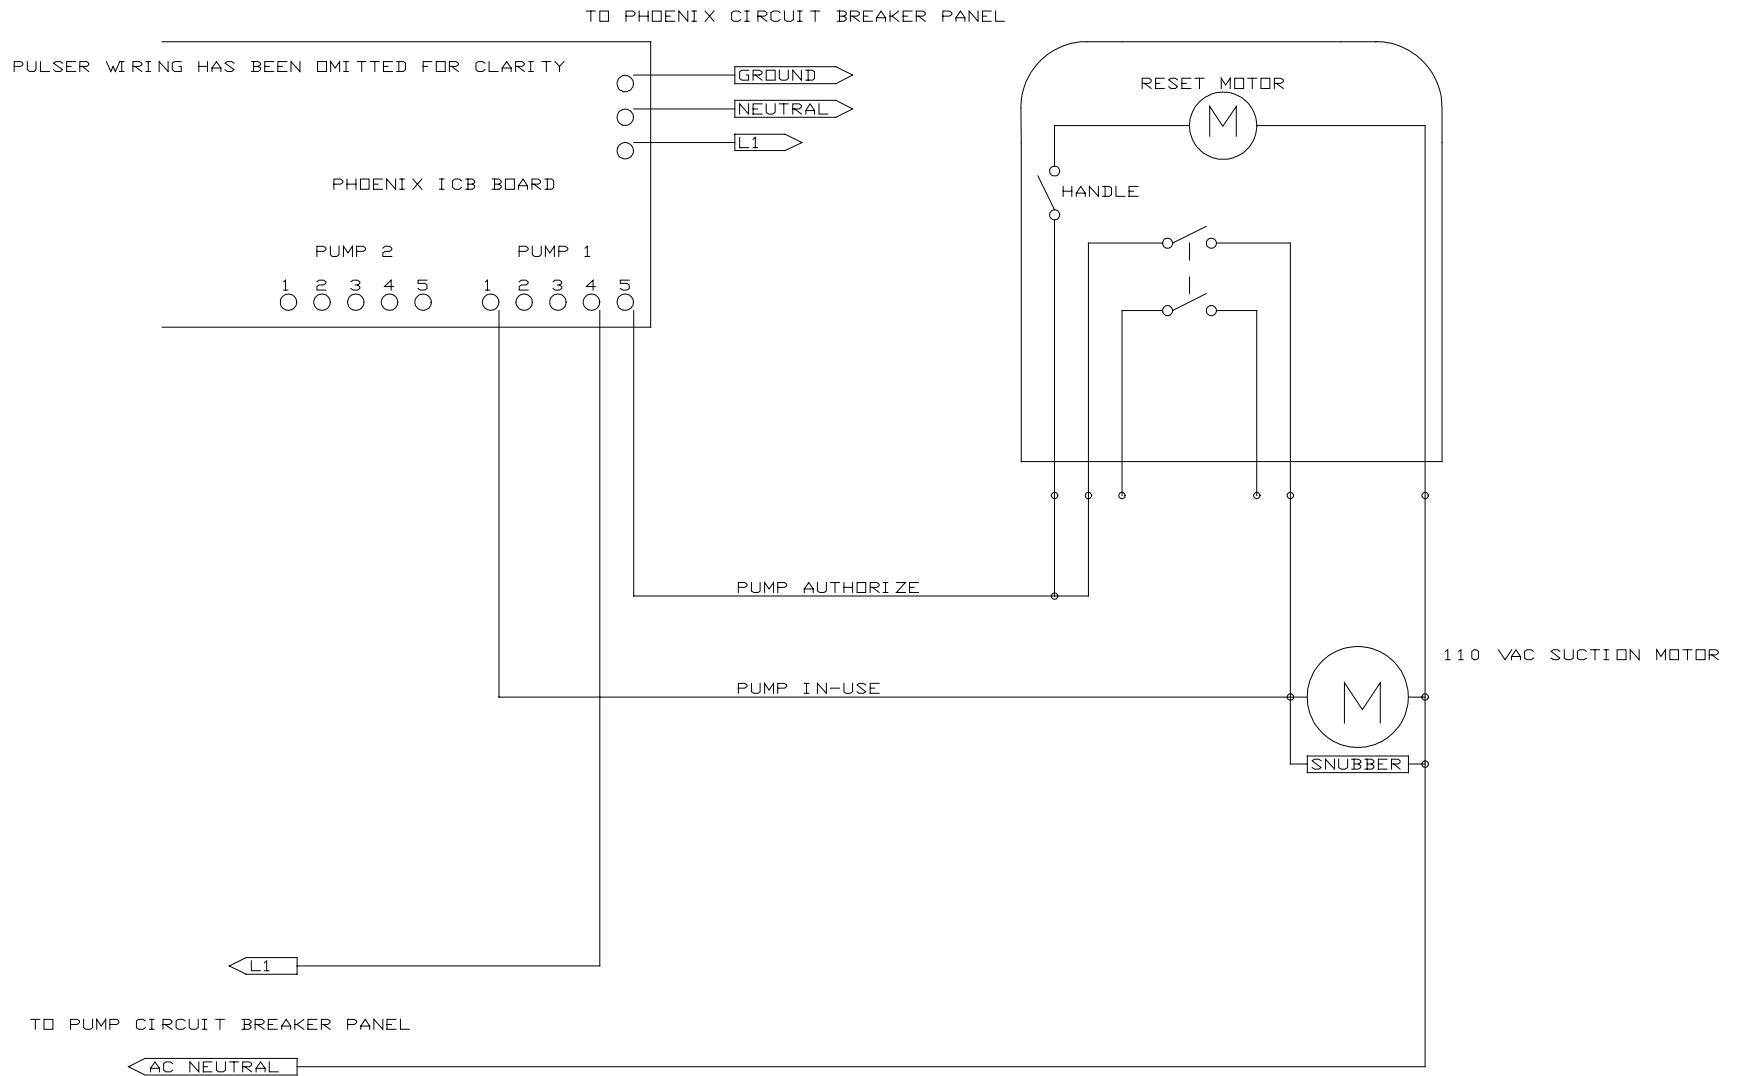 TO PHOENIX CIRCUIT BREAKER PANEL
PULSER WIRING HAS BEEN OMITTED FOR CLARITY
GROUND
NEUTRAL
L1
RESET MOTOR
M
HANDLE
PHOENIX ICB BOARD
PUMP 2
PUMP 1
1 2 3 4 5
1 2 3 4 5
PUMP AUTHORIZE
110 VAC SUCTION MOTOR
PUMP IN-USE
M
SNUBBER
L1
TO PUMP CIRCUIT BREAKER PANEL
AC NEUTRAL